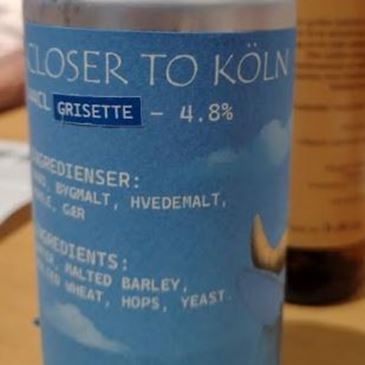 CLOSER TO KÖLN
GRISETTE – 4.8%
INGREDIENSER:
BYGMALT, HVEDEMALT,
GÆR
INGREDIENTS:
MALTED BARLEY,
WHEAT, HOPS, YEAST.